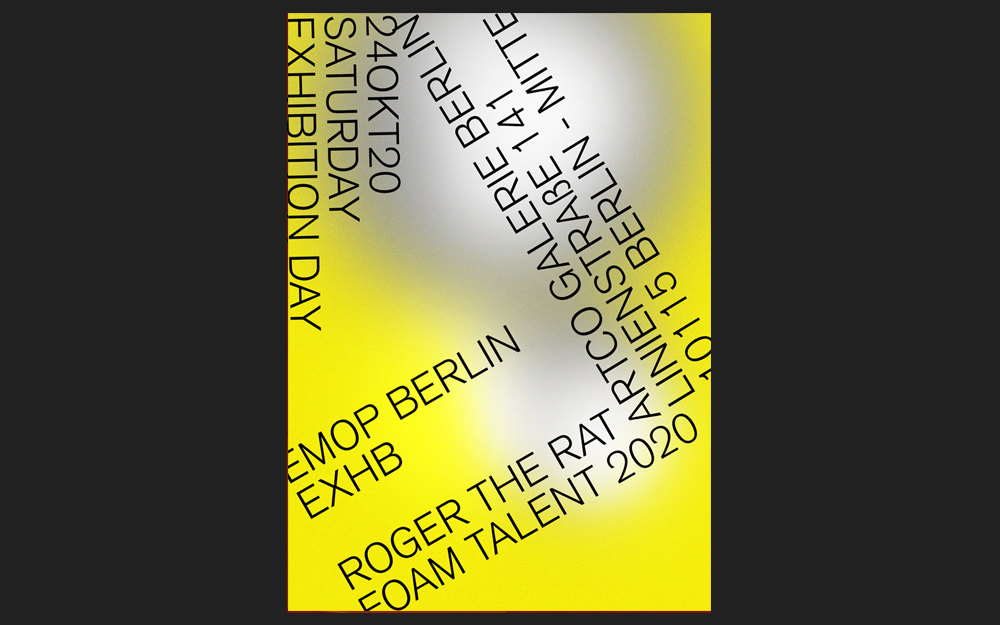 24OKT20
SATURDAY
EXHIBITION DAY
ARTCO GALERIE BERLIN
LINIENSTRAßE 141
10115 BERLIN - MITTE
EMOP BERLIN
EXHB
ROGER THE RAT
FOAM TALENT 2020